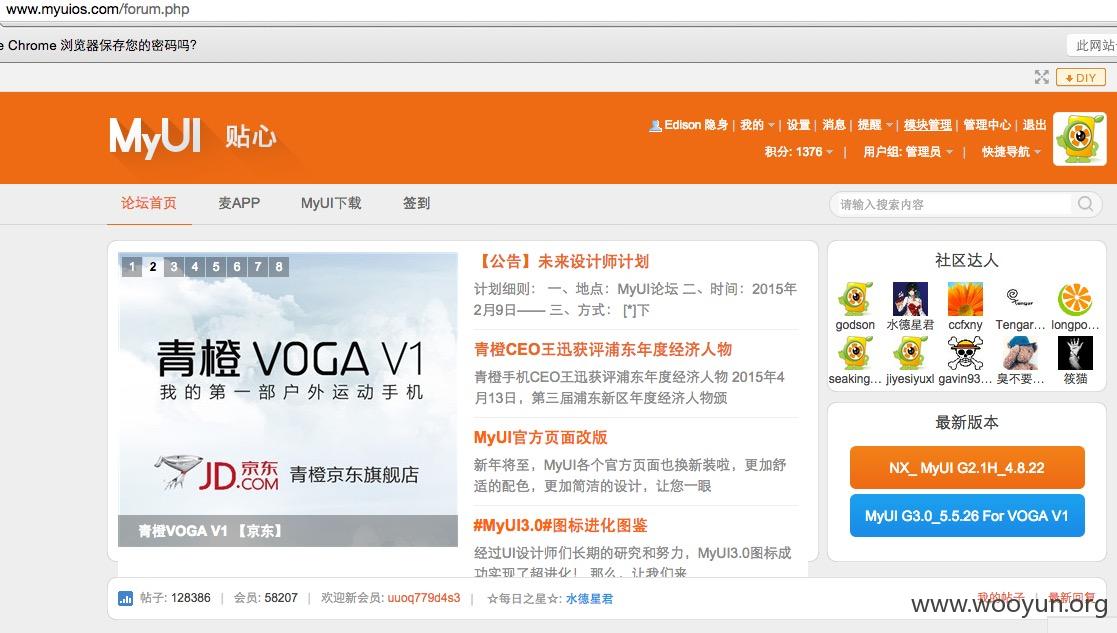 www.myuios.com/forum.php
e Chrome 浏览器保存您的密码吗?
此网站
DIY
MyUI 贴心
Edison 隐身 | 我的 | 设置 | 消息 | 提醒 | 模块管理 | 管理中心 | 退出
积分: 1376 | 用户组: 管理员 | 快捷导航
论坛首页 麦APP MyUI下载 签到
请输入搜索内容
1 2 3 4 5 6 7 8
青橙 VOGA V1
我的第一部户外运动手机
JD.COM 京东 青橙京东旗舰店
青橙VOGA V1 【京东】
【公告】未来设计师计划
计划细则： 一、地点：MyUI论坛 二、时间：2015年
2月9日—— 三、方式： [*]下
青橙CEO王迅获评浦东年度经济人物
青橙手机CEO王迅获评浦东年度经济人物 2015年4
月13日，第三届浦东新区年度经济人物颁
MyUI官方页面改版
新年将至，MyUI各个官方页面也换新装啦，更加舒
适的配色，更加简洁的设计，让您一眼
#MyUI3.0#图标进化图鉴
经过UI设计师们长期的研究和努力，MyUI3.0图标成
功实现了超进化！ 那么，让我们来
社区达人
godson 水德星君 ccfxny Tengar... longpo...
seaking... jiyesiyuxl gavin93... 臭不要... 筱猫
最新版本
NX_ MyUI G2.1H_4.8.22
MyUI G3.0_5.5.26 For VOGA V1
帖子: 128386 | 会员: 58207 | 欢迎新会员: uuoq779d4s3 | ☆每日之星☆: 水德星君
我的帖子 | 最新回复
www.wooyun.org